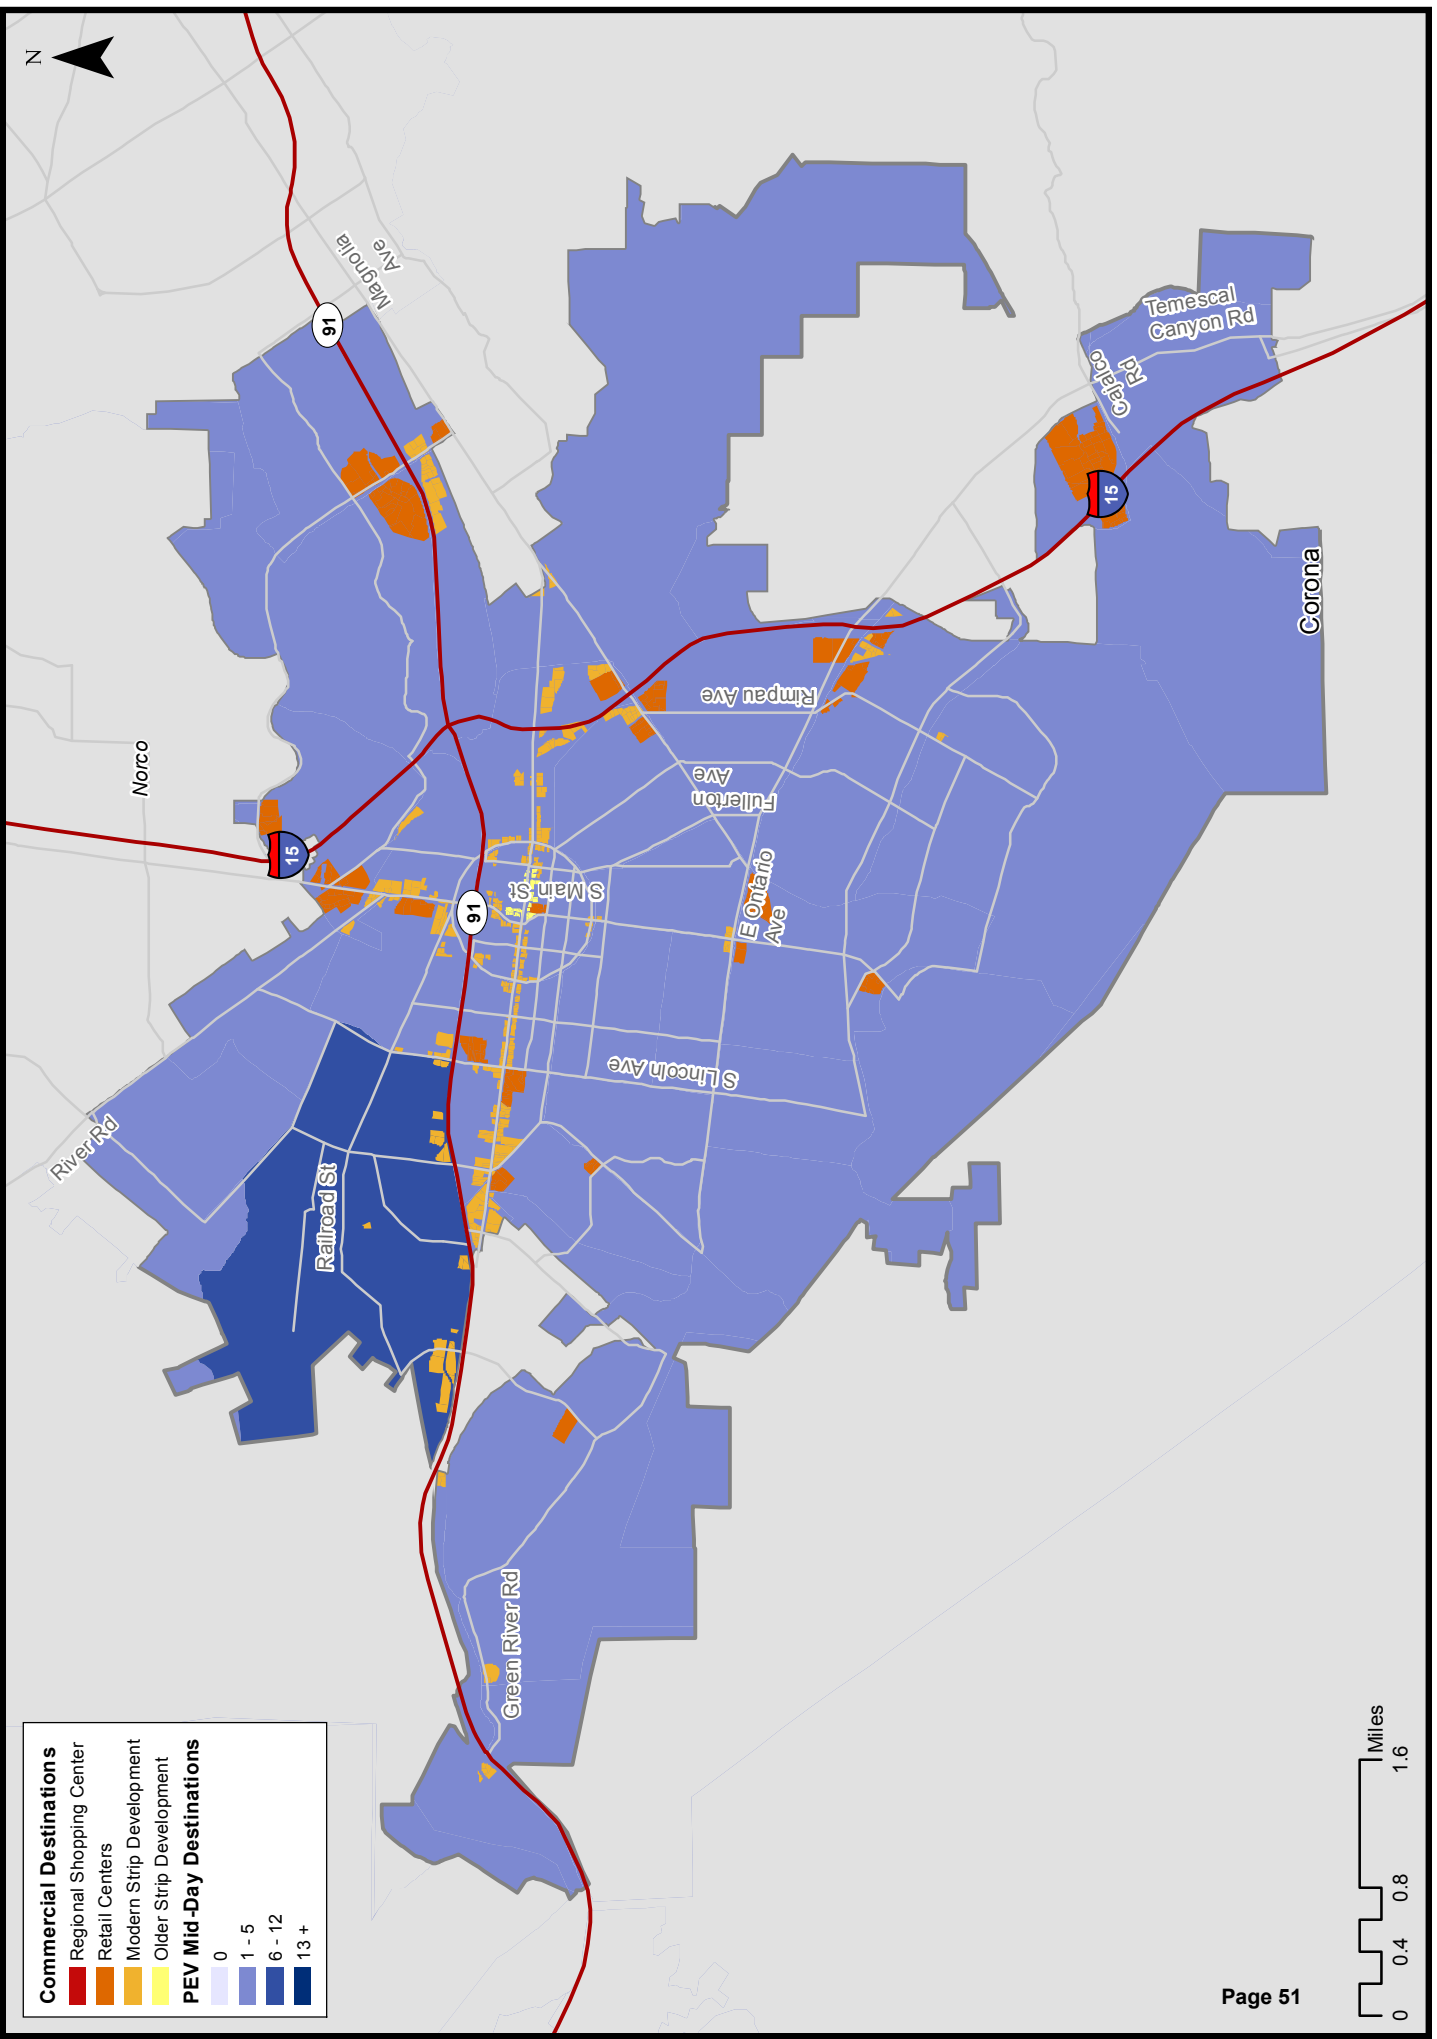 N
Commercial Destinations
Regional Shopping Center
Retail Centers
Modern Strip Development
Older Strip Development
PEV Mid-Day Destinations
0
1 - 5
6 - 12
13 +
Green River Rd
River Rd
Railroad St
S Lincoln Ave
91
S Main St
E Ontario
Ave
Fullerton
Ave
Rimpau Ave
15
Norco
91
Magnolia
Ave
15
Cajalco
Rd
Temescal
Canyon Rd
Corona
Page 51
0 0.4 0.8 1.6
Miles